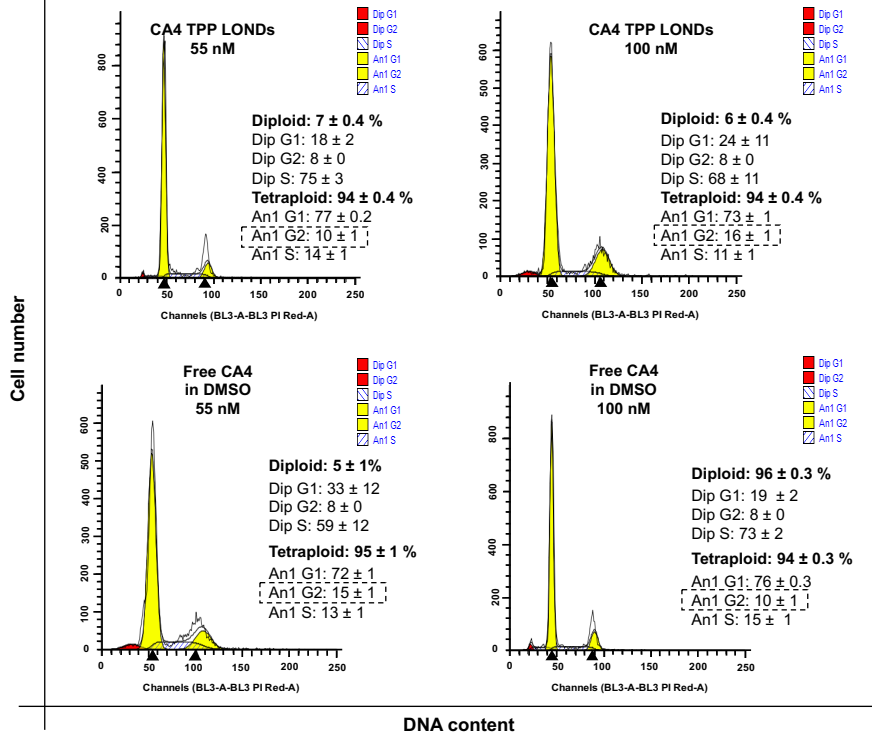 CA4 TPP LONDs
55 nM
Dip G1
Dip G2
Dip S
An1 G1
An1 G2
An1 S
800
600
400
200
0
Diploid: 7 ± 0.4 %
Dip G1: 18 ± 2
Dip G2: 8 ± 0
Dip S: 75 ± 3
Tetraploid: 94 ± 0.4 %
An1 G1: 77 ± 0.2
An1 G2: 10 ± 1
An1 S: 14 ± 1
0 50 100 150 200 250
Channels (BL3-A-BL3 PI Red-A)
CA4 TPP LONDs
100 nM
Dip G1
Dip G2
Dip S
An1 G1
An1 G2
An1 S
600
500
400
300
200
100
0
Diploid: 6 ± 0.4 %
Dip G1: 24 ± 11
Dip G2: 8 ± 0
Dip S: 68 ± 11
Tetraploid: 94 ± 0.4 %
An1 G1: 73 ± 1
An1 G2: 16 ± 1
An1 S: 11 ± 1
0 50 100 150 200 250
Channels (BL3-A-BL3 PI Red-A)
Cell number
Free CA4
in DMSO
55 nM
Dip G1
Dip G2
Dip S
An1 G1
An1 G2
An1 S
600
500
400
300
200
100
0
Diploid: 5 ± 1%
Dip G1: 33 ± 12
Dip G2: 8 ± 0
Dip S: 59 ± 12
Tetraploid: 95 ± 1 %
An1 G1: 72 ± 1
An1 G2: 15 ± 1
An1 S: 13 ± 1
0 50 100 150 200 250
Channels (BL3-A-BL3 PI Red-A)
Free CA4
in DMSO
100 nM
Dip G1
Dip G2
Dip S
An1 G1
An1 G2
An1 S
800
600
400
200
0
Diploid: 96 ± 0.3 %
Dip G1: 19 ± 2
Dip G2: 8 ± 0
Dip S: 73 ± 2
Tetraploid: 94 ± 0.3 %
An1 G1: 76 ± 0.3
An1 G2: 10 ± 1
An1 S: 15 ± 1
0 50 100 150 200 250
Channels (BL3-A-BL3 PI Red-A)
DNA content